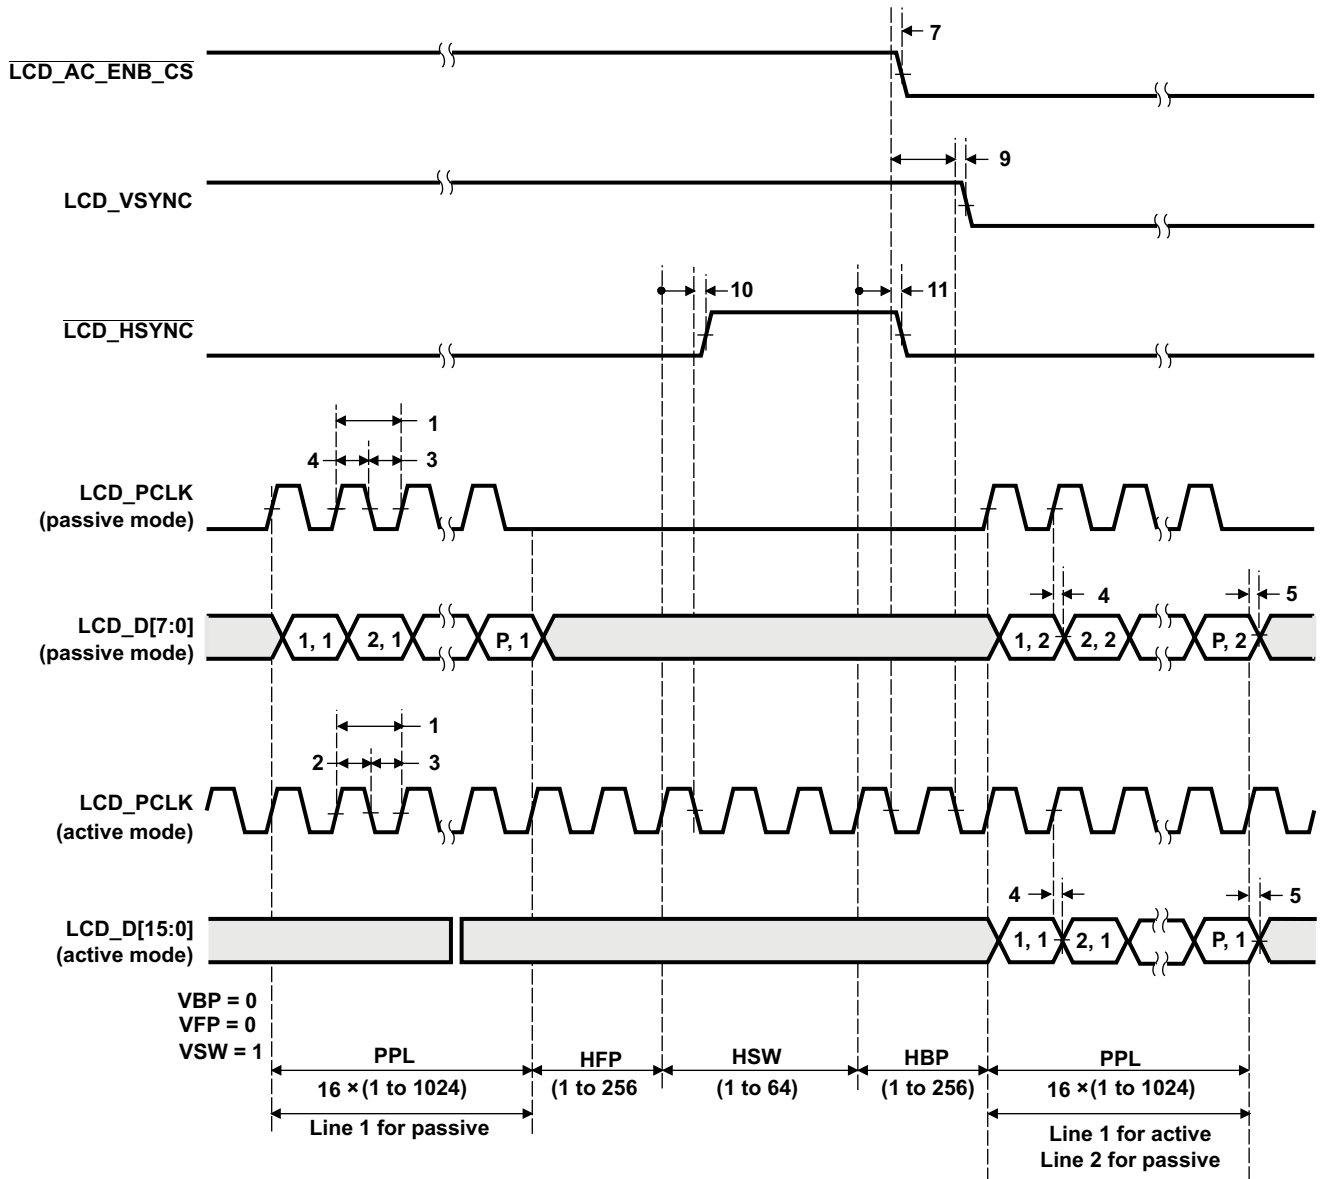 7
LCD_AC_ENB_CS
9
LCD_VSYNC
10
11
LCD_HSYNC
1
4
3
LCD_PCLK
(passive mode)
4
5
LCD_D[7:0]
(passive mode)
1, 1
2, 1
P, 1
1, 2
2, 2
P, 2
1
2
3
LCD_PCLK
(active mode)
4
5
LCD_D[15:0]
(active mode)
1, 1
2, 1
P, 1
VBP = 0
VFP = 0
VSW = 1
PPL
16 × (1 to 1024)
HFP
(1 to 256
HSW
(1 to 64)
HBP
(1 to 256)
PPL
16 × (1 to 1024)
Line 1 for passive
Line 1 for active
Line 2 for passive